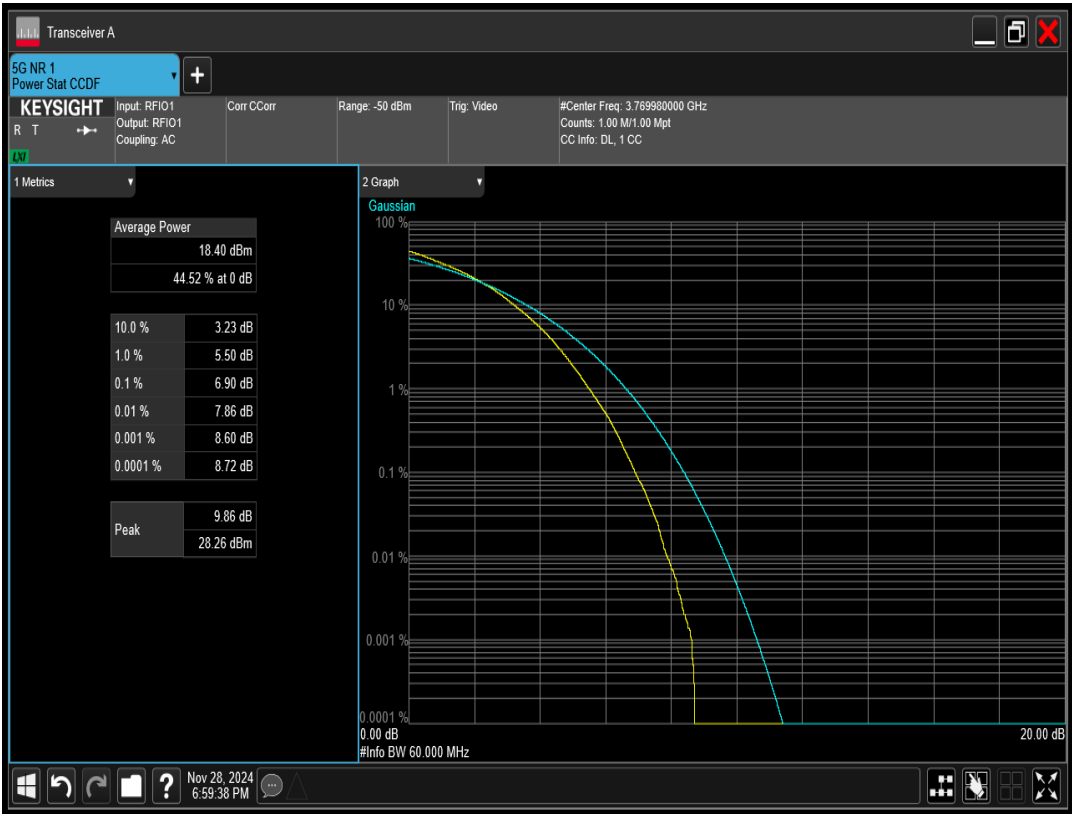 Transceiver A
5G NR 1
Power Stat CCDF
+
KEYSIGHT
R T
LXI
Input: RFIO1
Output: RFIO1
Coupling: AC
Corr CCorr
Range: -50 dBm
Trig: Video
#Center Freq: 3.769980000 GHz
Counts: 1.00 M/1.00 Mpt
CC Info: DL, 1 CC
1 Metrics
Average Power
18.40 dBm
44.52 % at 0 dB
10.0 % 3.23 dB
1.0 % 5.50 dB
0.1 % 6.90 dB
0.01 % 7.86 dB
0.001 % 8.60 dB
0.0001 % 8.72 dB
Peak 9.86 dB
28.26 dBm
2 Graph
Gaussian
100 %
10 %
1 %
0.1 %
0.01 %
0.001 %
0.0001 %
0.00 dB 20.00 dB
#Info BW 60.000 MHz
?
Nov 28, 2024
6:59:38 PM